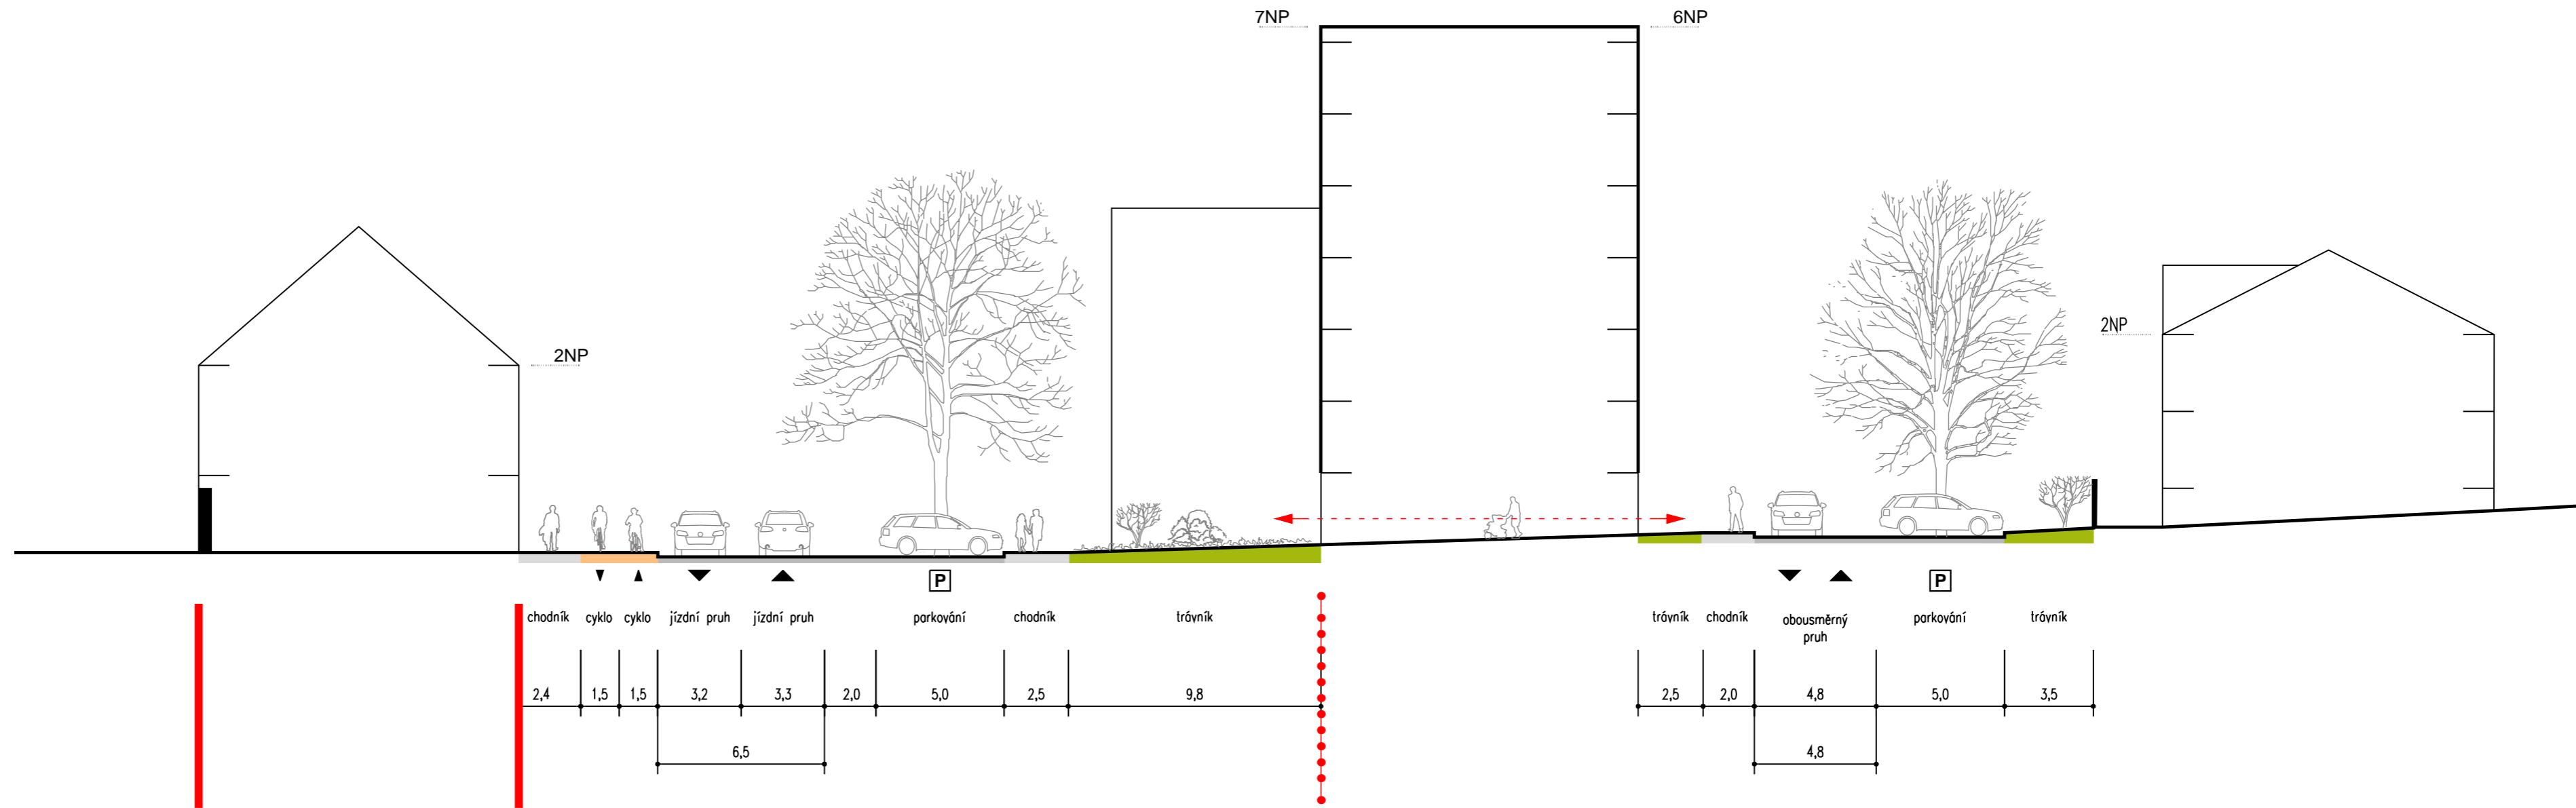 7NP
6NP
2NP
2NP
P
P
chodník
cyklo
cyklo
jízdní pruh
jízdní pruh
parkování
chodník
trávník
trávník
chodník
obousměrný
pruh
parkování
trávník
2,4
1,5
1,5
3,2
3,3
2,0
5,0
2,5
9,8
2,5
2,0
4,8
5,0
3,5
6,5
4,8